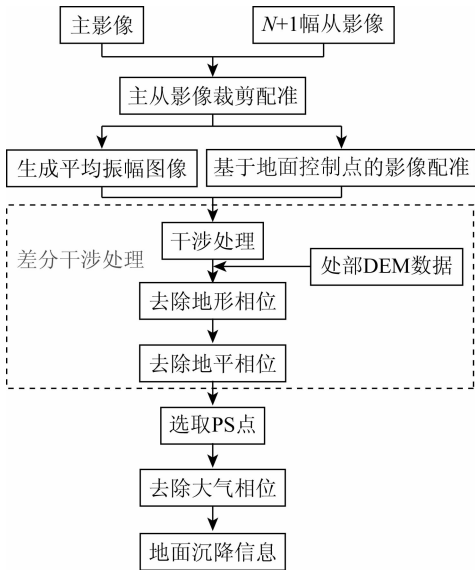 主影像
N+1幅从影像
主从影像裁剪配准
生成平均振幅图像
基于地面控制点的影像配准
干涉处理
差分干涉处理
处部DEM数据
去除地形相位
去除地平相位
选取PS点
去除大气相位
地面沉降信息